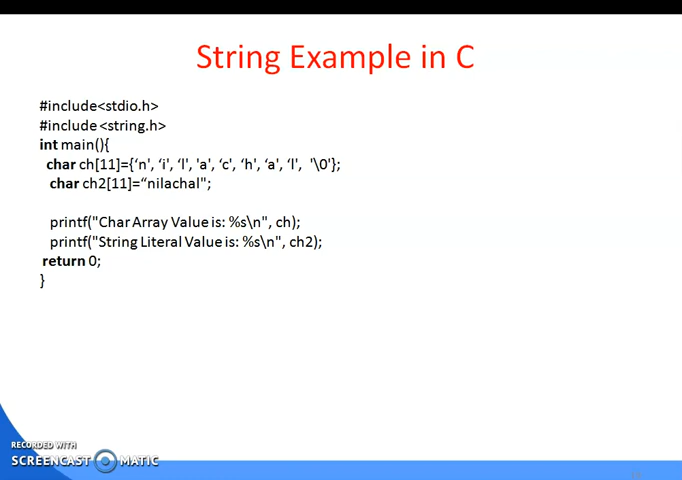 String Example in C
#include<stdio.h>
#include <string.h>
int main(){
char ch[11]={‘n', ‘i', ‘l', 'a', ‘c', ‘h', ‘a', ‘l', '\0'};
char ch2[11]=“nilachal";
printf("Char Array Value is: %s\n", ch);
printf("String Literal Value is: %s\n", ch2);
return 0;
}
RECORDED WITH
SCREENCAST MATIC